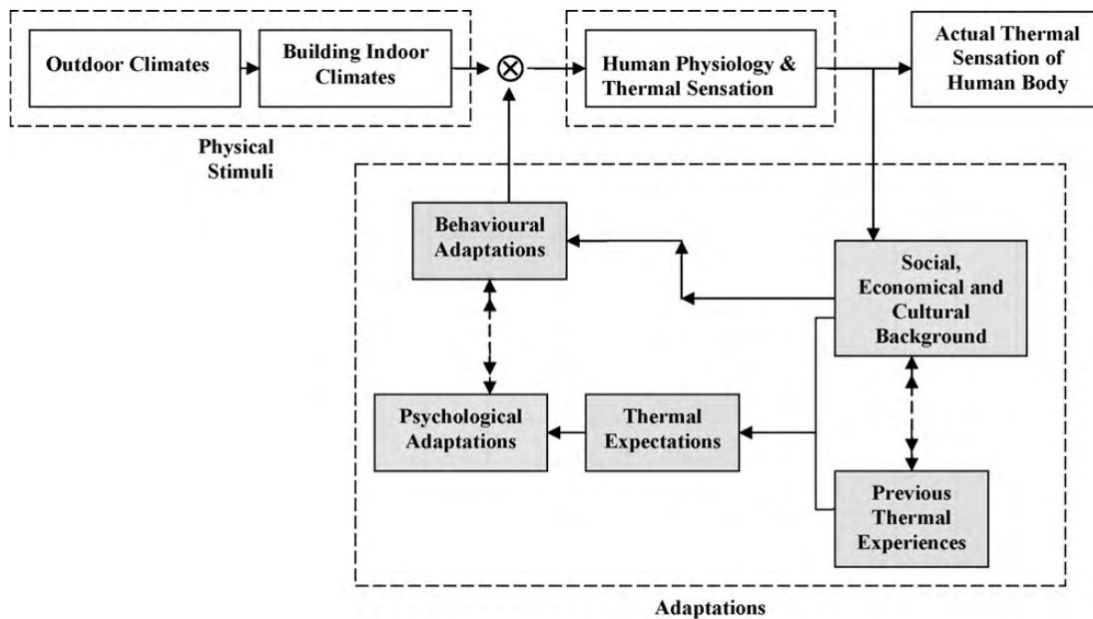 Outdoor Climates
Building Indoor
Climates
Human Physiology &
Thermal Sensation
Actual Thermal
Sensation of
Human Body
Physical
Stimuli
Behavioural
Adaptations
Social,
Economical and
Cultural
Background
Psychological
Adaptations
Thermal
Expectations
Previous
Thermal
Experiences
Adaptations